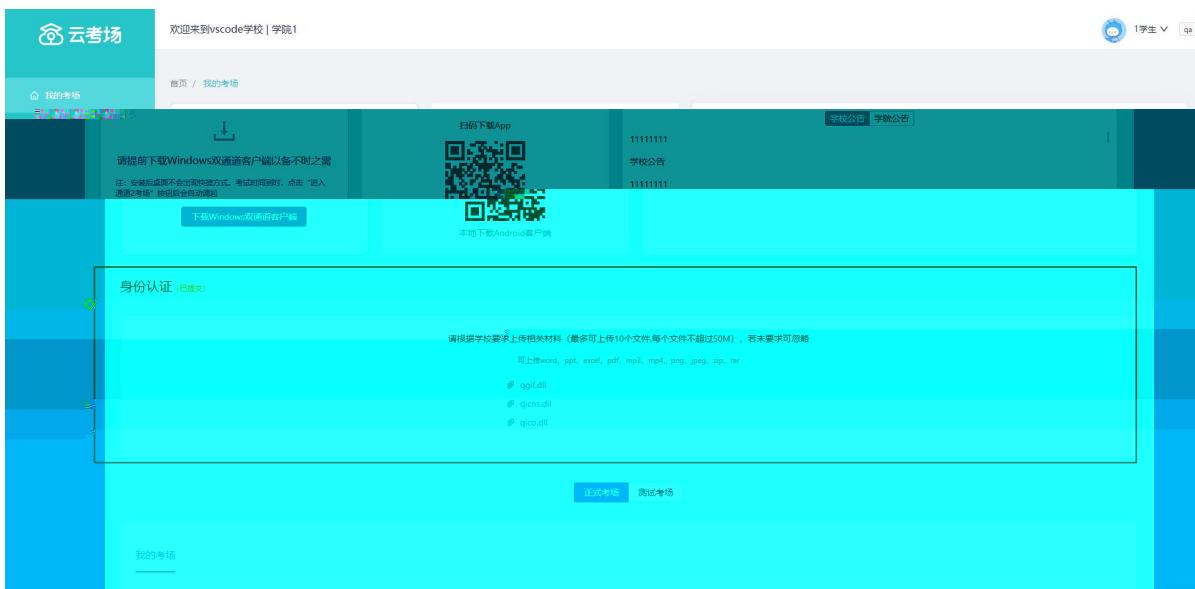 云考场
欢迎来到vscode学校 | 学院1
1学生
qa
我的考场
首页 / 我的考场
请提前下载Windows双通道客户端以备不时之需
注：安装后桌面不会出现快捷方式。考试时间到时，点击“进入
通道2考场”按钮后会自动调起
下载Windows双通道客户端
扫码下载App
本地下载Android客户端
学校公告 学院公告
11111111
学校公告
11111111
身份认证 (已提交)
请根据学校要求上传相关材料（最多可上传10个文件,每个文件不超过50M），若未要求可忽略
可上传word、ppt、excel、pdf、mp3、mp4、png、jpeg、zip、rar
qgif.dll
qicns.dll
qico.dll
正式考场 测试考场
我的考场